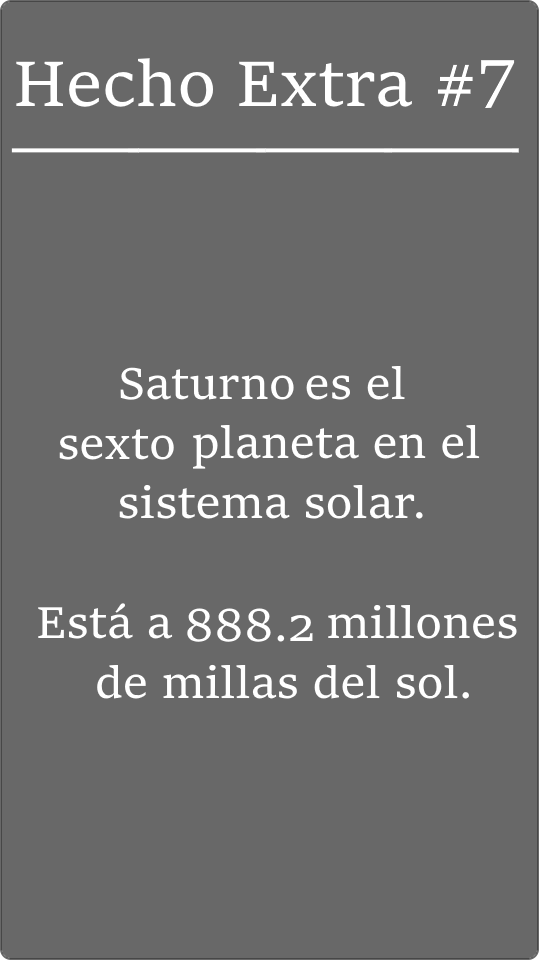 Hecho Extra #7
Saturno es el
sexto planeta en el
sistema solar.
Está a 888.2 millones
de millas del sol.